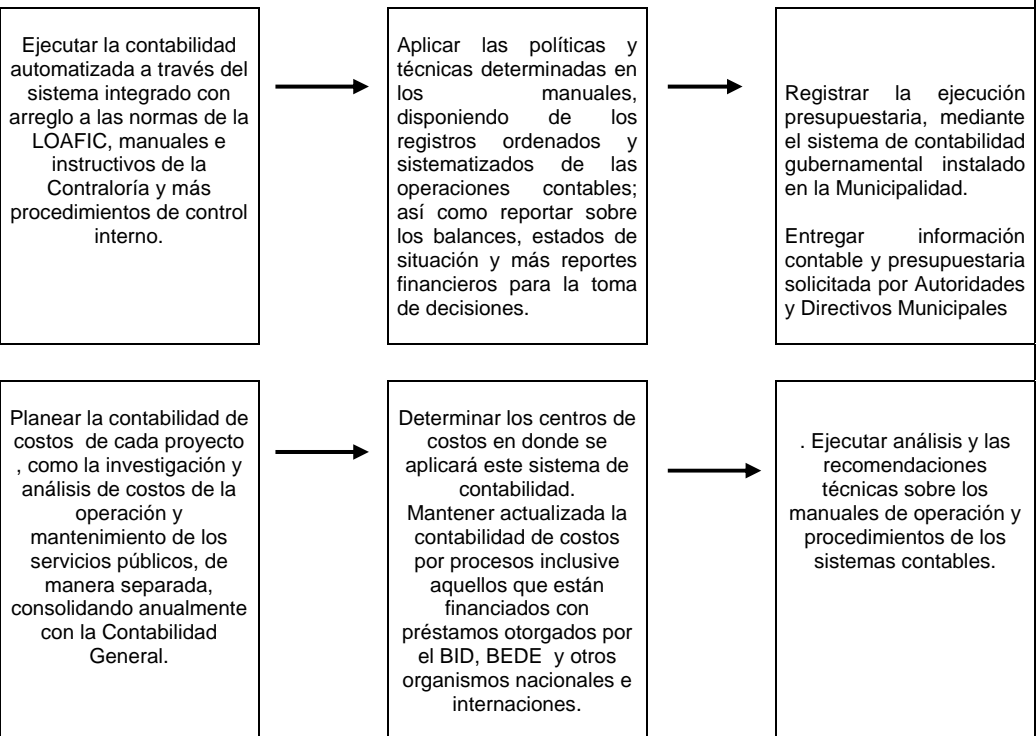 Ejecutar la contabilidad
automatizada a través del
sistema integrado con
arreglo a las normas de la
LOAFIC, manuales e
instructivos de la
Contraloría y más
procedimientos de control
interno.
Aplicar las políticas y
técnicas determinadas en
los manuales,
disponiendo de los
registros ordenados y
sistematizados de las
operaciones contables;
así como reportar sobre
los balances, estados de
situación y más reportes
financieros para la toma
de decisiones.
Registrar la ejecución
presupuestaria, mediante
el sistema de contabilidad
gubernamental instalado
en la Municipalidad.
Entregar información
contable y presupuestaria
solicitada por Autoridades
y Directivos Municipales
Planear la contabilidad de
costos de cada proyecto
, como la investigación y
análisis de costos de la
operación y
mantenimiento de los
servicios públicos, de
manera separada,
consolidando anualmente
con la Contabilidad
General.
Determinar los centros de
costos en donde se
aplicará este sistema de
contabilidad.
Mantener actualizada la
contabilidad de costos
por procesos inclusive
aquellos que están
financiados con
préstamos otorgados por
el BID, BEDE y otros
organismos nacionales e
internaciones.
. Ejecutar análisis y las
recomendaciones
técnicas sobre los
manuales de operación y
procedimientos de los
sistemas contables.